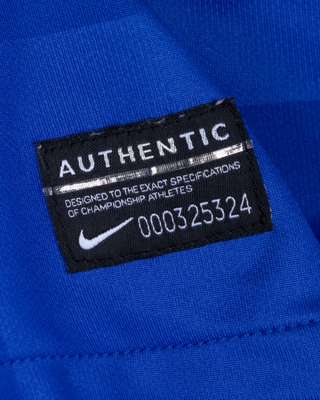 AUTHENTIC
DESIGNED TO THE EXACT SPECIFICATIONS
OF CHAMPIONSHIP ATHLETES
000325324